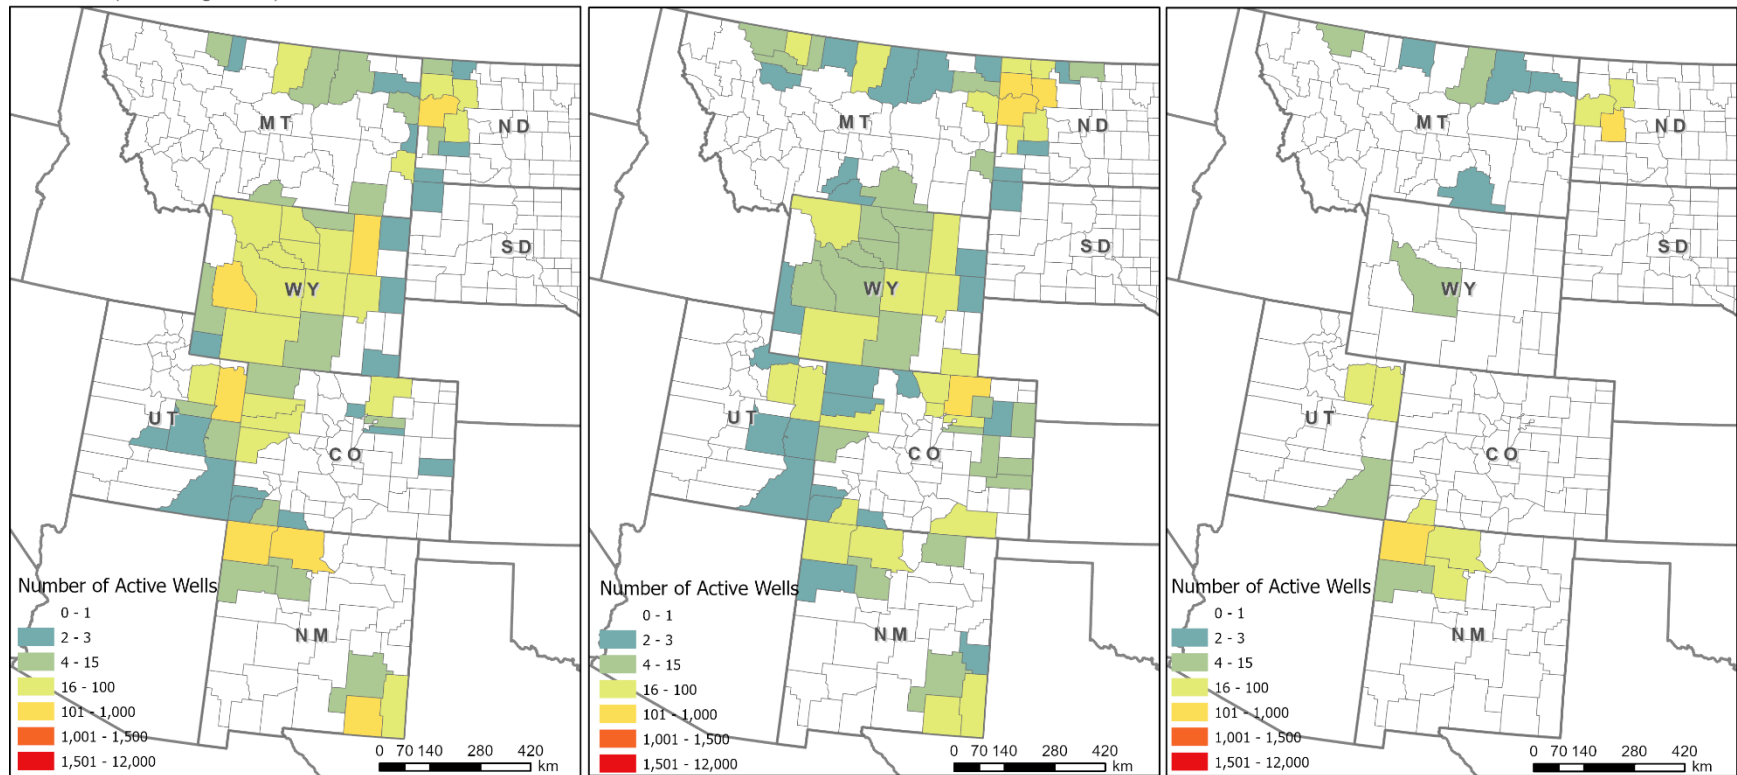 MT
ND
SD
WY
UT
CO
NM
Number of Active Wells
0 - 1
2 - 3
4 - 15
16 - 100
101 - 1,000
1,001 - 1,500
1,501 - 12,000
0 70 140 280 420
km
MT
ND
SD
WY
UT
CO
NM
Number of Active Wells
0 - 1
2 - 3
4 - 15
16 - 100
101 - 1,000
1,001 - 1,500
1,501 - 12,000
0 70 140 280 420
km
MT
ND
SD
WY
UT
CO
NM
Number of Active Wells
0 - 1
2 - 3
4 - 15
16 - 100
101 - 1,000
1,001 - 1,500
1,501 - 12,000
0 70 140 280 420
km